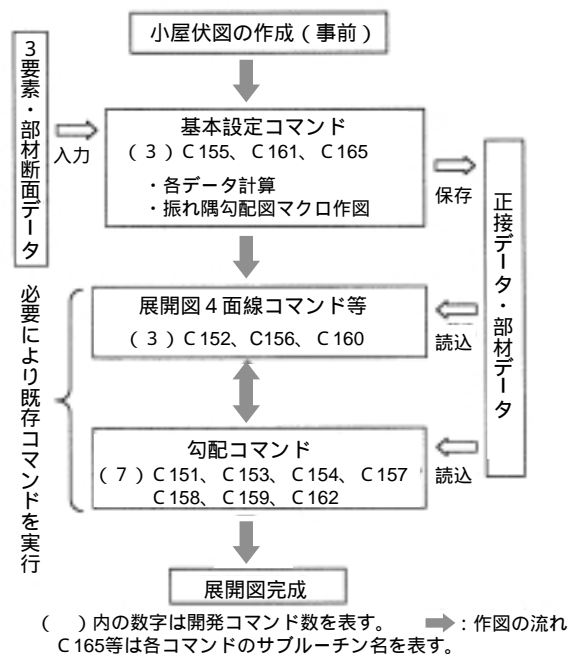 小屋伏図の作成（事前）
3要素・部材断面データ
入力
基本設定コマンド
（3）C155、C161、C165
・各データ計算
・振れ隅勾配図マクロ作図
保存
正接データ・部材データ
必要により既存コマンドを実行
展開図4面線コマンド等
（3）C152、C156、C160
読込
勾配コマンド
（7）C151、C153、C154、C157
C158、C159、C162
読込
展開図完成
（　）内の数字は開発コマンド数を表す。　：作図の流れ
C165等は各コマンドのサブルーチン名を表す。